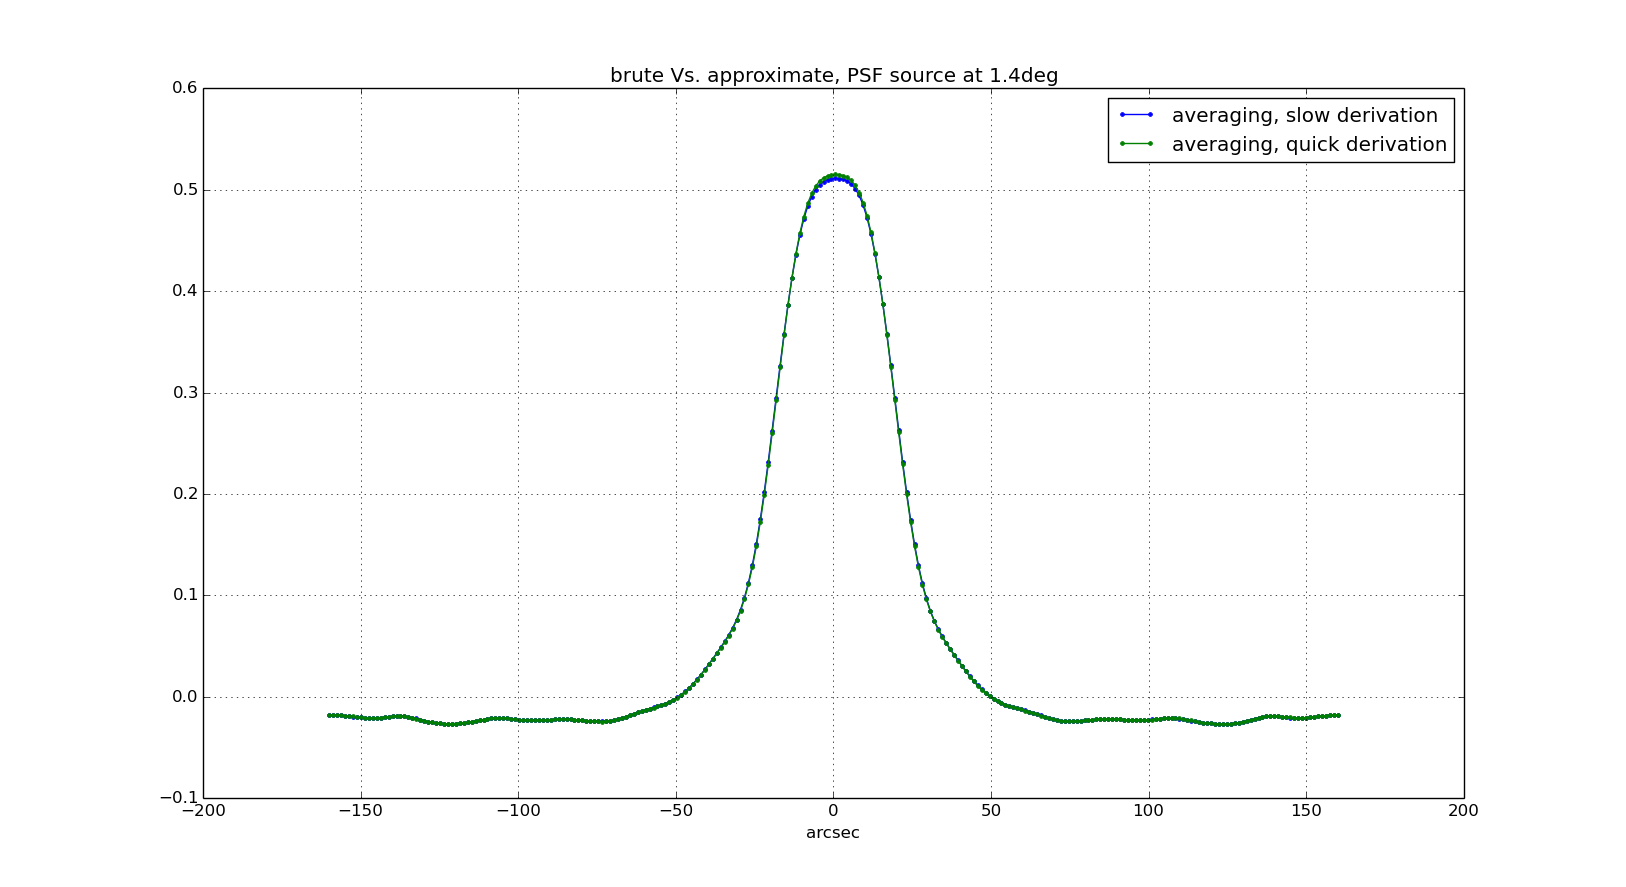 brute Vs. approximate, PSF source at 1.4deg
averaging, slow derivation
averaging, quick derivation
0.6
0.5
0.4
0.3
0.2
0.1
0.0
−0.1
−200 −150 −100 −50 0 50 100 150 200
arcsec